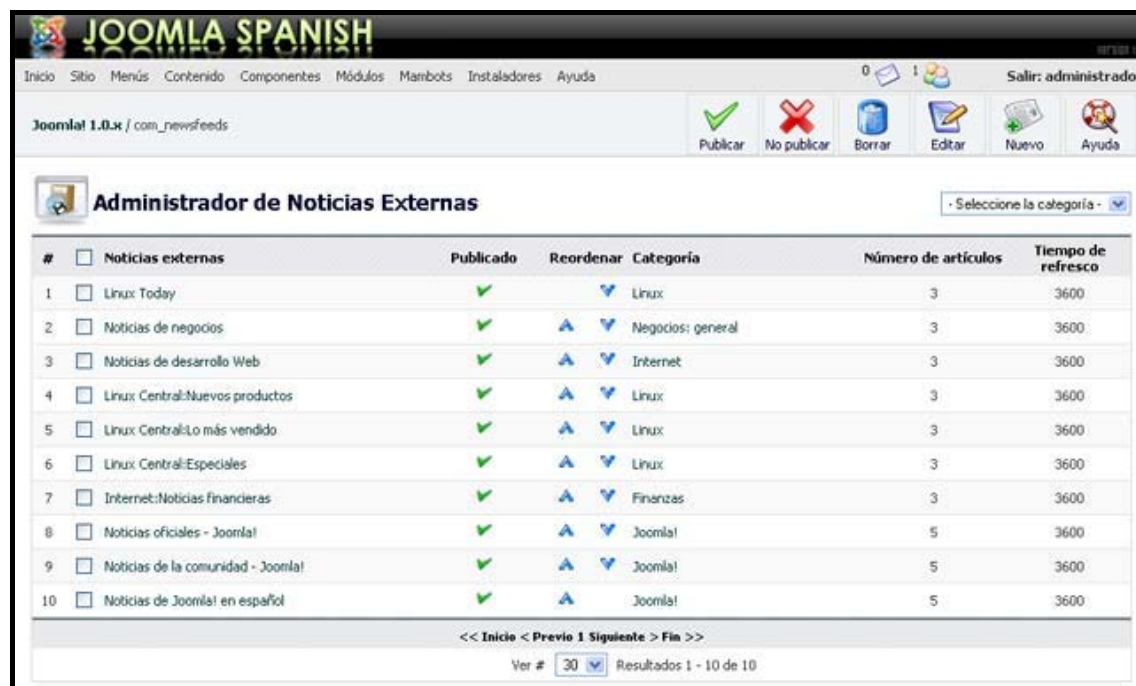 JOOMLA SPANISH
Inicio Sitio Menús Contenido Componentes Módulos Mambots Instaladores Ayuda 0 1 Salir: administrado
Joomla! 1.0.x / com_newsfeeds
Publicar No publicar Borrar Editar Nuevo Ayuda
Administrador de Noticias Externas
- Seleccione la categoría -
# Noticias externas Publicado Reordenar Categoría Número de artículos Tiempo de refresco
1 Linux Today Linux 3 3600
2 Noticias de negocios Negocios: general 3 3600
3 Noticias de desarrollo Web Internet 3 3600
4 Linux Central:Nuevos productos Linux 3 3600
5 Linux Central:Lo más vendido Linux 3 3600
6 Linux Central:Especiales Linux 3 3600
7 Internet:Noticias financieras Finanzas 3 3600
8 Noticias oficiales - Joomla! Joomla! 5 3600
9 Noticias de la comunidad - Joomla! Joomla! 5 3600
10 Noticias de Joomla! en español Joomla! 5 3600
<< Inicio < Previo 1 Siguiente > Fin >>
Ver # 30 Resultados 1 - 10 de 10